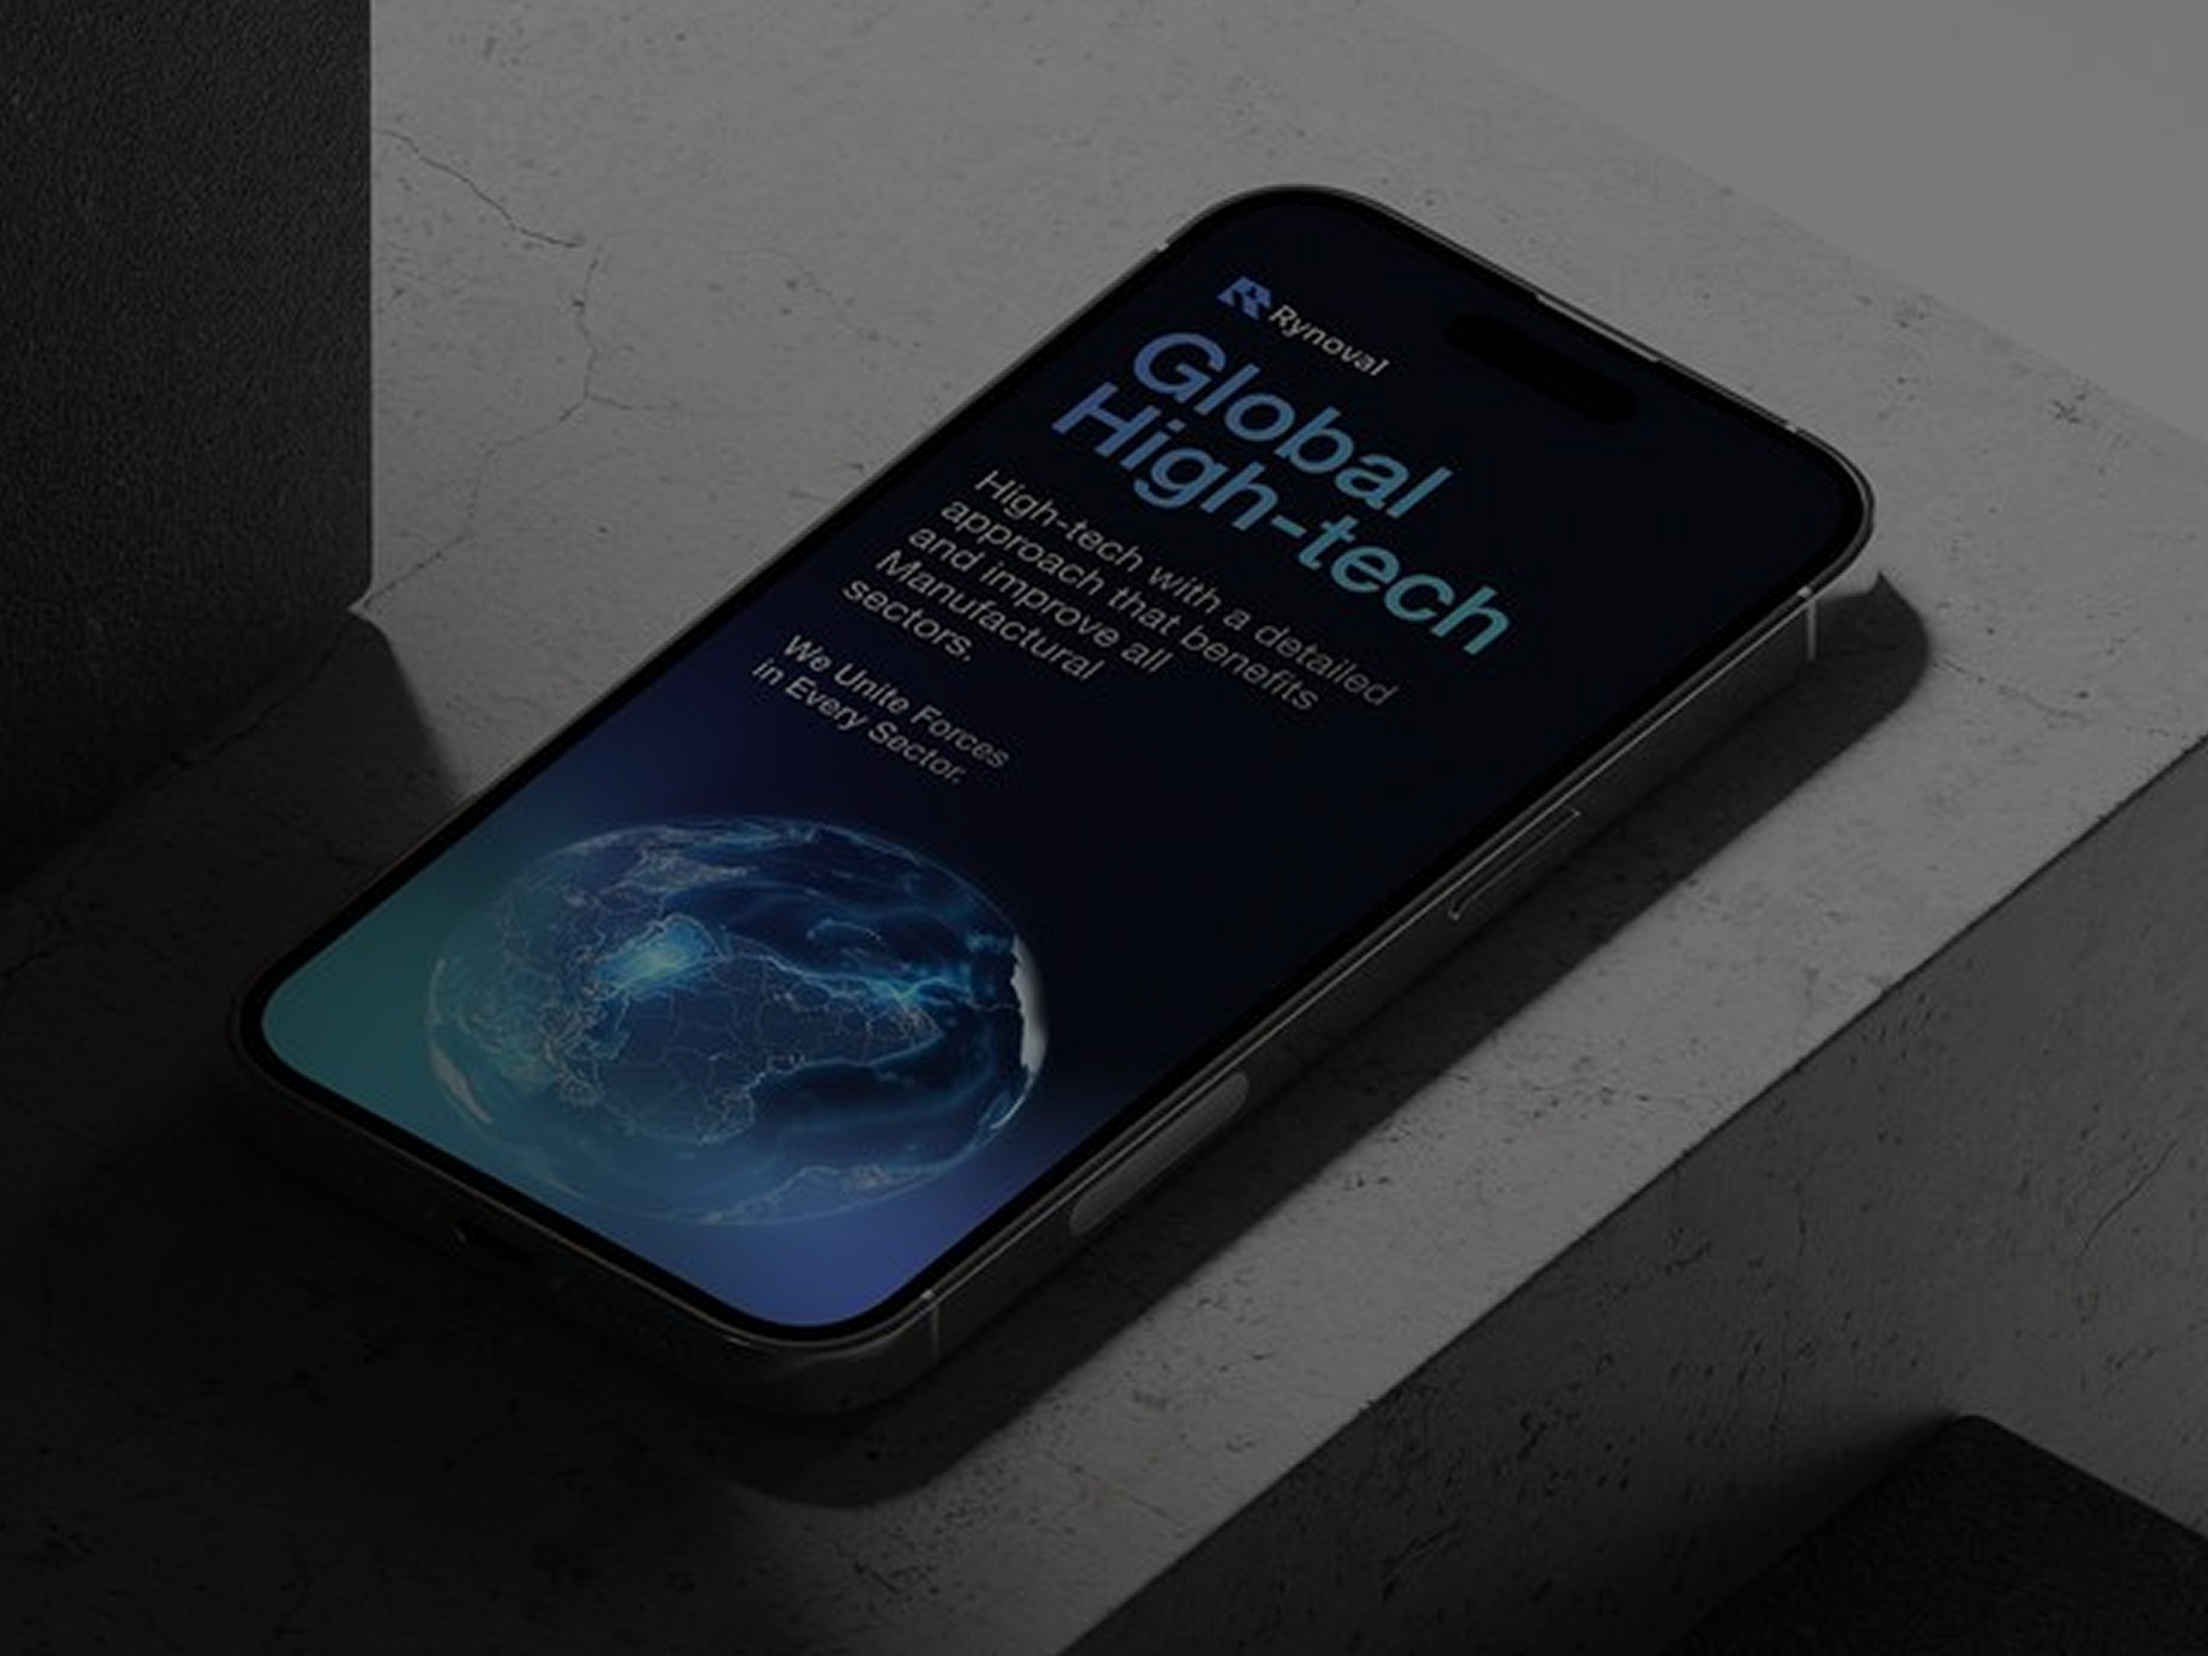 Rynoval
Global
High-tech
High-tech with a detailed
approach that benefits
and improve all
Manufactural
sectors.
We Unite Forces
in Every Sector.